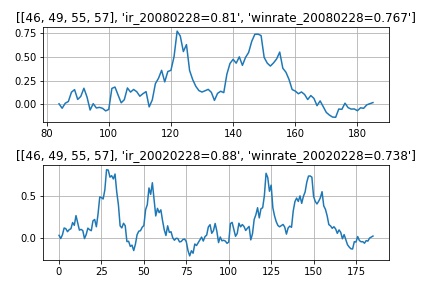 [[46, 49, 55, 57], 'ir_20080228=0.81', 'winrate_20080228=0.767']
0.75
0.50
0.25
0.00
80 100 120 140 160 180
[[46, 49, 55, 57], 'ir_20020228=0.88', 'winrate_20020228=0.738']
0.5
0.0
0 25 50 75 100 125 150 175